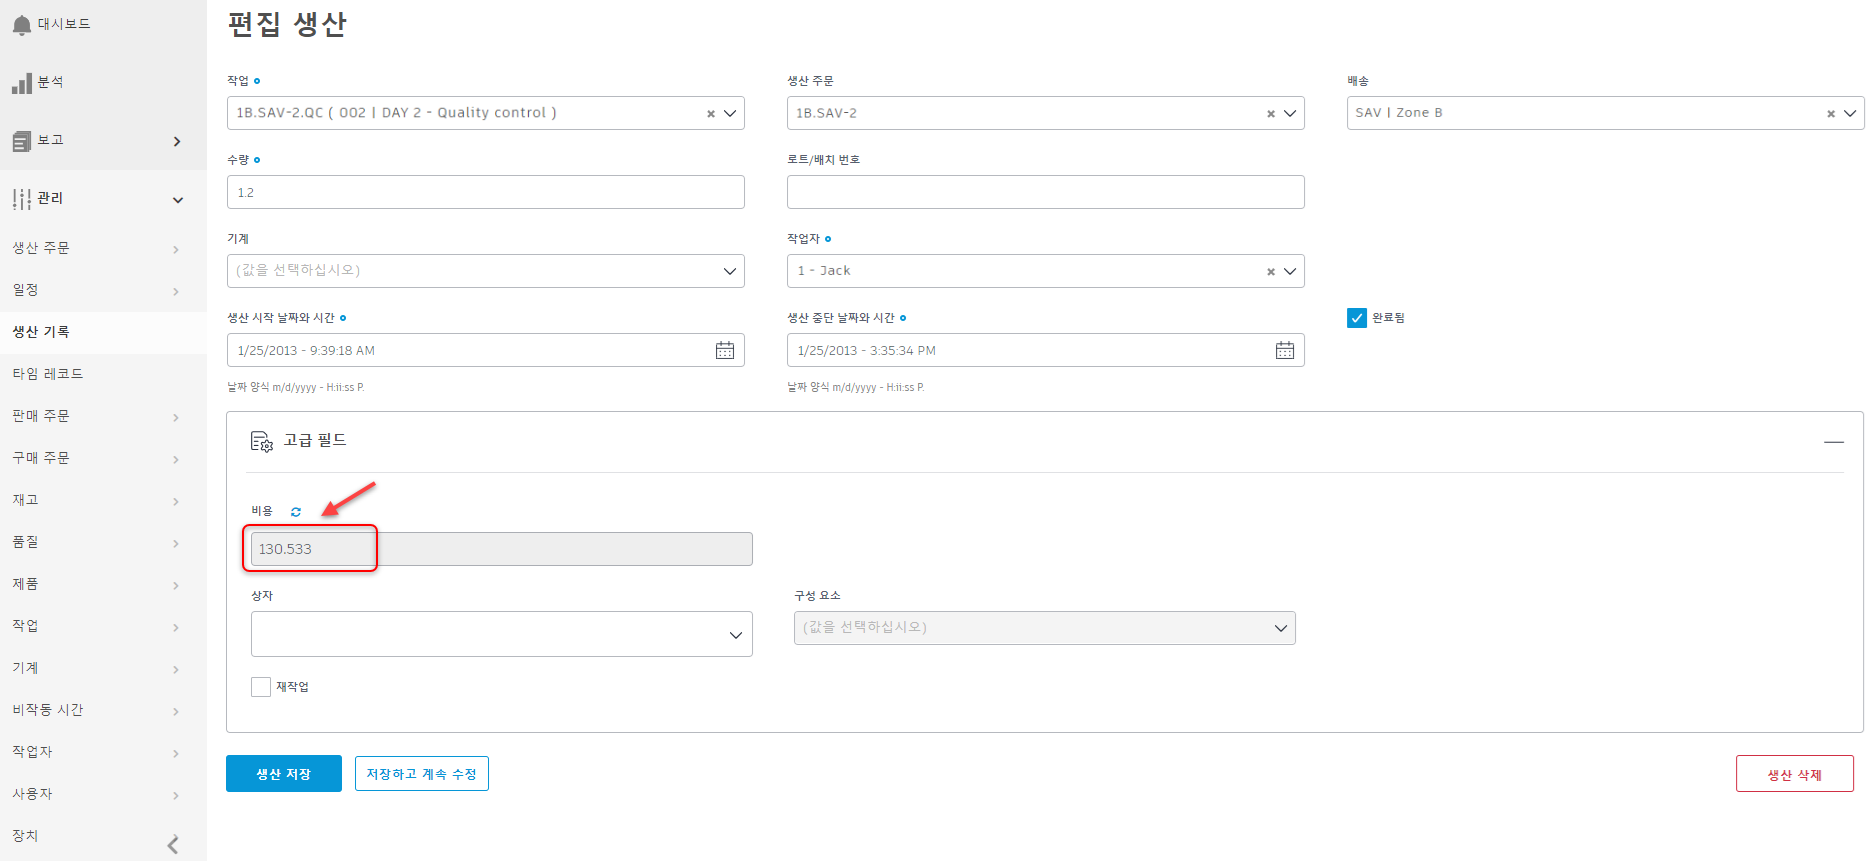 대시보드
분석
보고
관리
생산 주문
일정
생산 기록
타임 레코드
판매 주문
구매 주문
재고
품질
제품
작업
기계
비작동 시간
작업자
사용자
장치
편집 생산
작업
1B.SAV-2.QC ( 002 | DAY 2 - Quality control )
생산 주문
1B.SAV-2
배송
SAV | Zone B
수량
1.2
로트/배치 번호
기계
(값을 선택하십시오)
작업자
1 - Jack
생산 시작 날짜와 시간
1/25/2013 - 9:39:18 AM
날짜 양식 m/d/yyyy - H:ii:ss P.
생산 중단 날짜와 시간
1/25/2013 - 3:35:34 PM
날짜 양식 m/d/yyyy - H:ii:ss P.
완료됨
고급 필드
비용
130.533
상자
구성 요소
(값을 선택하십시오)
재작업
생산 저장
저장하고 계속 수정
생산 삭제